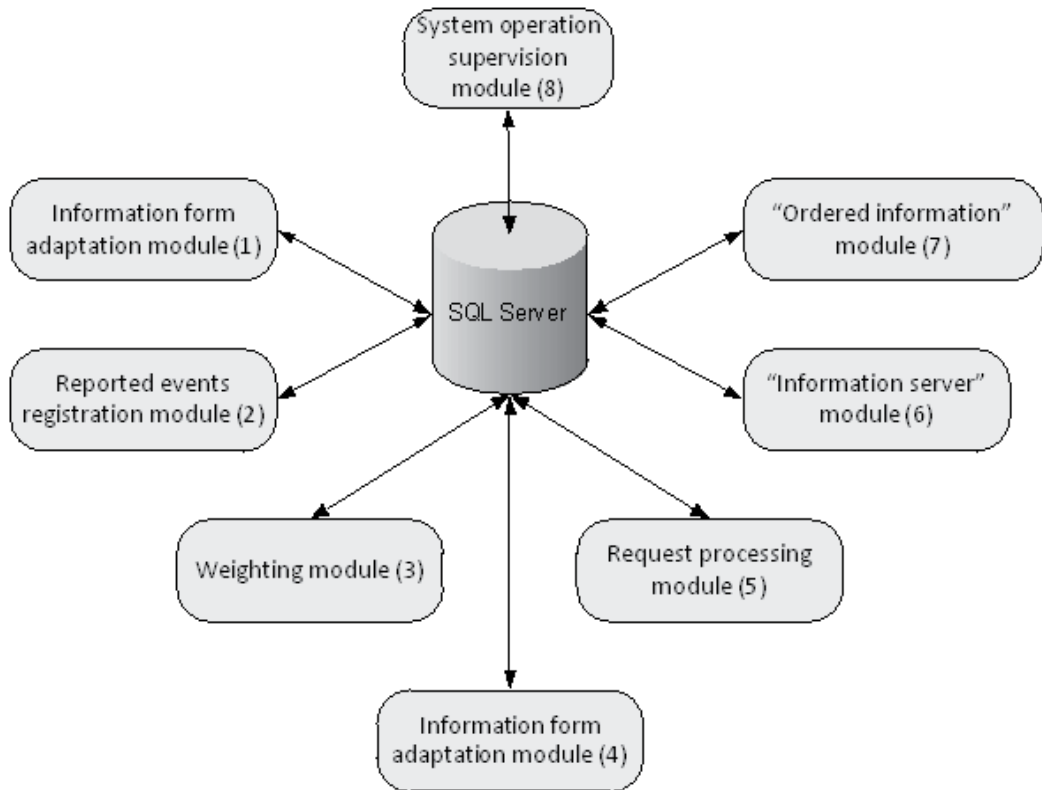 System operation
supervision
module (8)
Information form
adaptation module (1)
“Ordered information”
module (7)
SQL Server
Reported events
registration module (2)
“Information server”
module (6)
Weighting module (3)
Request processing
module (5)
Information form
adaptation module (4)